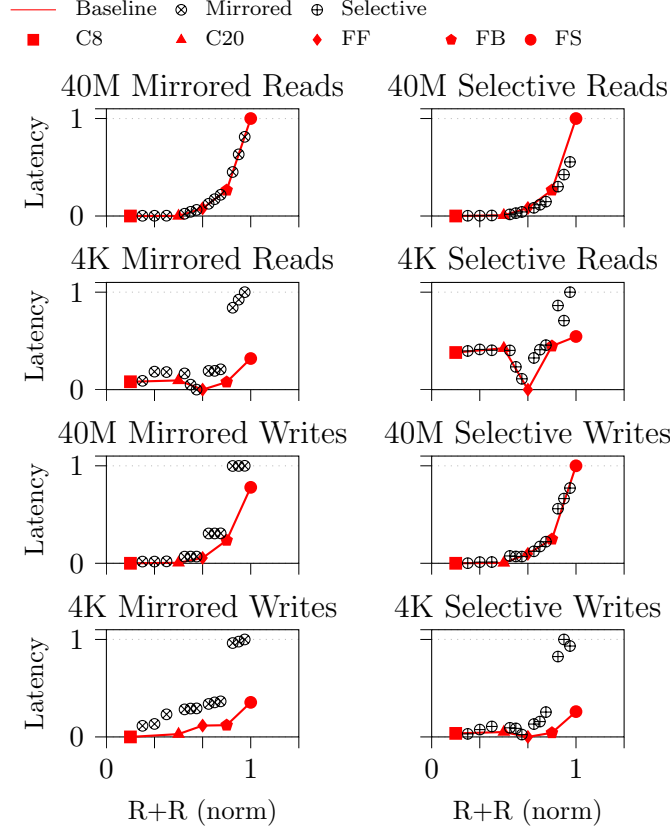 Baseline Mirrored Selective
C8 C20 FF FB FS
40M Mirrored Reads 40M Selective Reads
1
Latency
0
4K Mirrored Reads 4K Selective Reads
1
Latency
0
40M Mirrored Writes 40M Selective Writes
1
Latency
0
4K Mirrored Writes 4K Selective Writes
1
Latency
0
0 1 0 1
R+R (norm) R+R (norm)